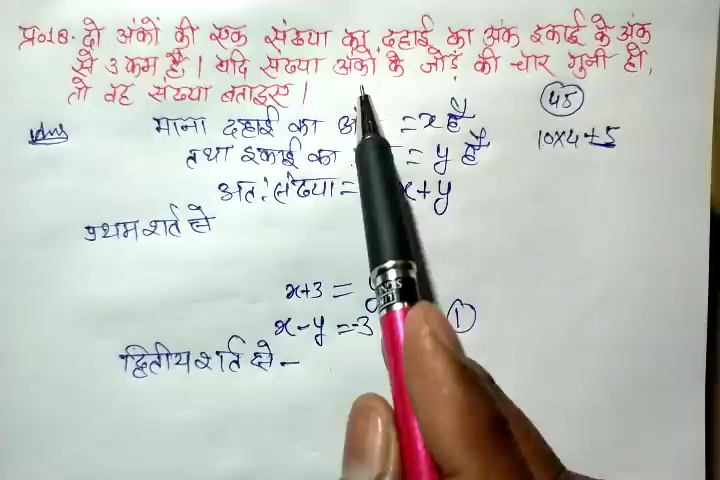 प्र०18- दो अंकों की एक संख्या का दहाई का अंक इकाई के अंक
से 3 कम है। यदि संख्या अंको के जोड़ की चार गुनी हो,
तो वह संख्या बताइए।
45
10×4+5
Ans माना दहाई का = x है
तथा इकाई का = y है
अतः संख्या = x+y
प्रथम शर्त से
x+3 =
x-y=-3 1
द्वितीय शर्त से -